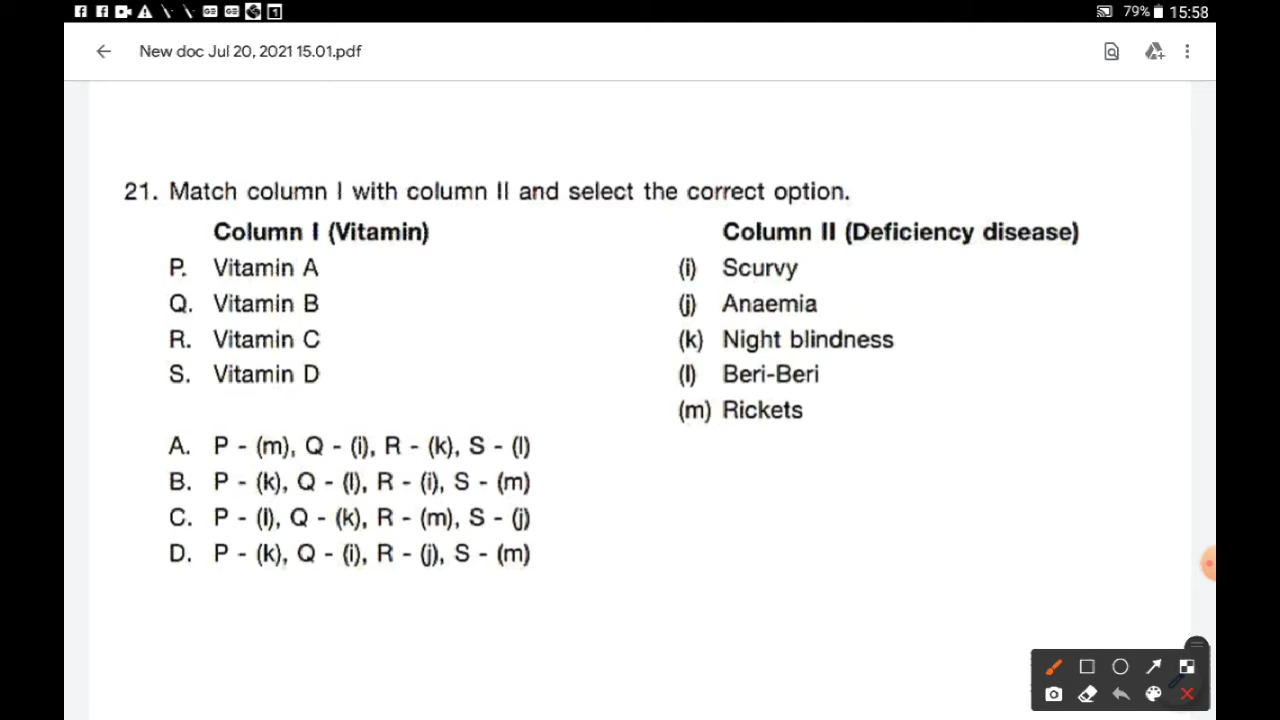 79% 15:58
New doc Jul 20, 2021 15.01.pdf
21. Match column I with column II and select the correct option.
Column I (Vitamin) Column II (Deficiency disease)
P. Vitamin A (i) Scurvy
Q. Vitamin B (j) Anaemia
R. Vitamin C (k) Night blindness
S. Vitamin D (l) Beri-Beri
(m) Rickets
A. P - (m), Q - (i), R - (k), S - (l)
B. P - (k), Q - (l), R - (i), S - (m)
C. P - (l), Q - (k), R - (m), S - (j)
D. P - (k), Q - (i), R - (j), S - (m)